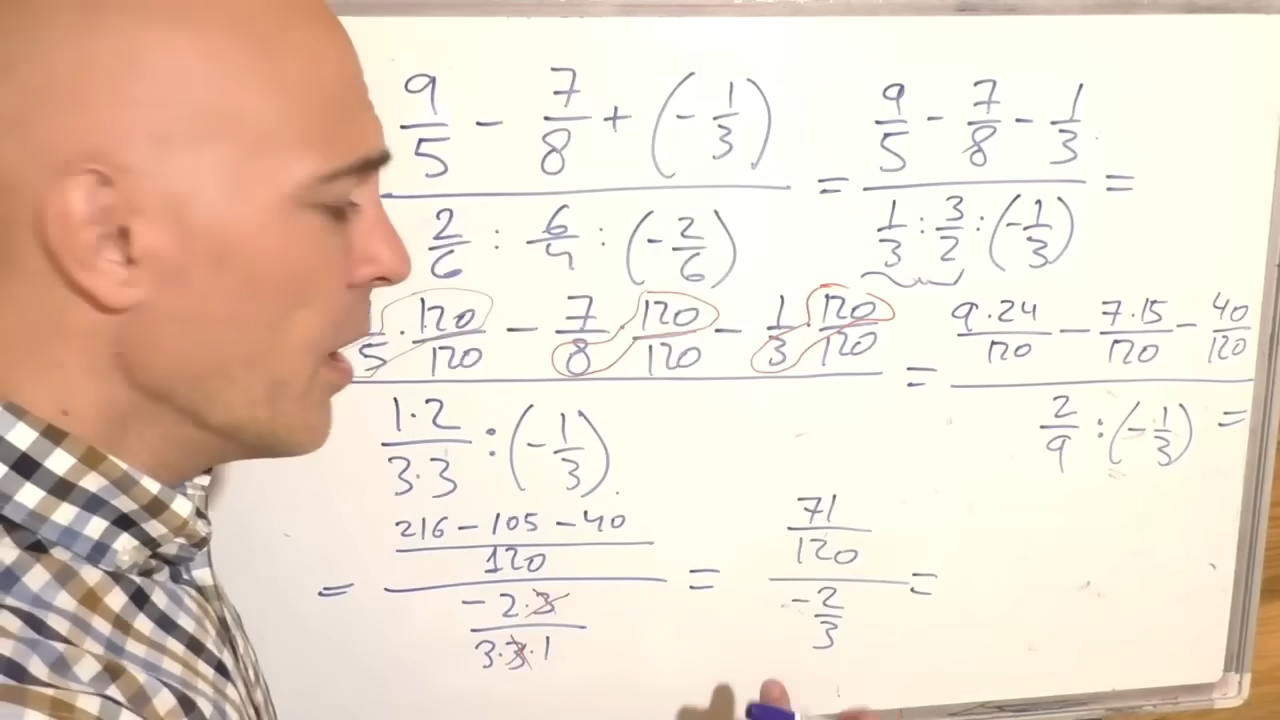 9/5 - 7/8 + (-1/3) / 2/6 : 6/4 : (-2/6) = 9/5 - 7/8 - 1/3 / 1/3 : 3/2 : (-1/3) =
/5 · 120/120 - 7/8 · 120/120 - 1/3 · 120/120 / 1·2/3·3 : (-1/3) = 9·24/120 - 7·15/120 - 40/120 / 2/9 : (-1/3) =
= 216 - 105 - 40/120 / -2·3/3·3·1 = 71/120 / -2/3 =